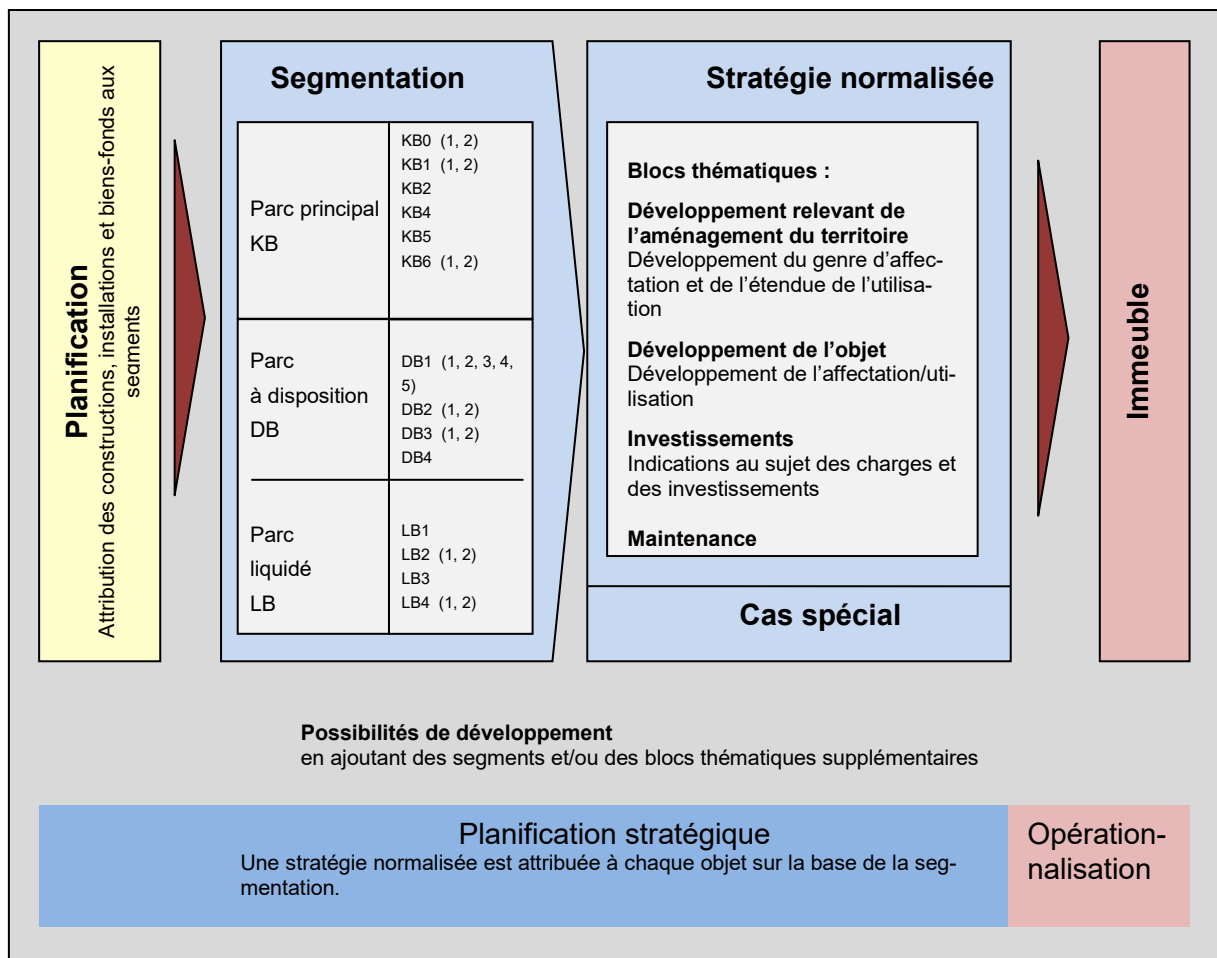 Planification
Attribution des constructions, installations et biens-fonds aux
segments
Segmentation
Parc principal
KB
KB0 (1, 2)
KB1 (1, 2)
KB2
KB4
KB5
KB6 (1, 2)
Parc
à disposition
DB
DB1 (1, 2, 3, 4,
5)
DB2 (1, 2)
DB3 (1, 2)
DB4
Parc
liquidé
LB
LB1
LB2 (1, 2)
LB3
LB4 (1, 2)
Stratégie normalisée
Blocs thématiques :
Développement relevant de
l’aménagement du territoire
Développement du genre d’affec-
tation et de l’étendue de l’utilisa-
tion
Développement de l’objet
Développement de l’affectation/uti-
lisation
Investissements
Indications au sujet des charges et
des investissements
Maintenance
Cas spécial
Immeuble
Possibilités de développement
en ajoutant des segments et/ou des blocs thématiques supplémentaires
Planification stratégique
Une stratégie normalisée est attribuée à chaque objet sur la base de la seg-
mentation.
Opération-
nalisation